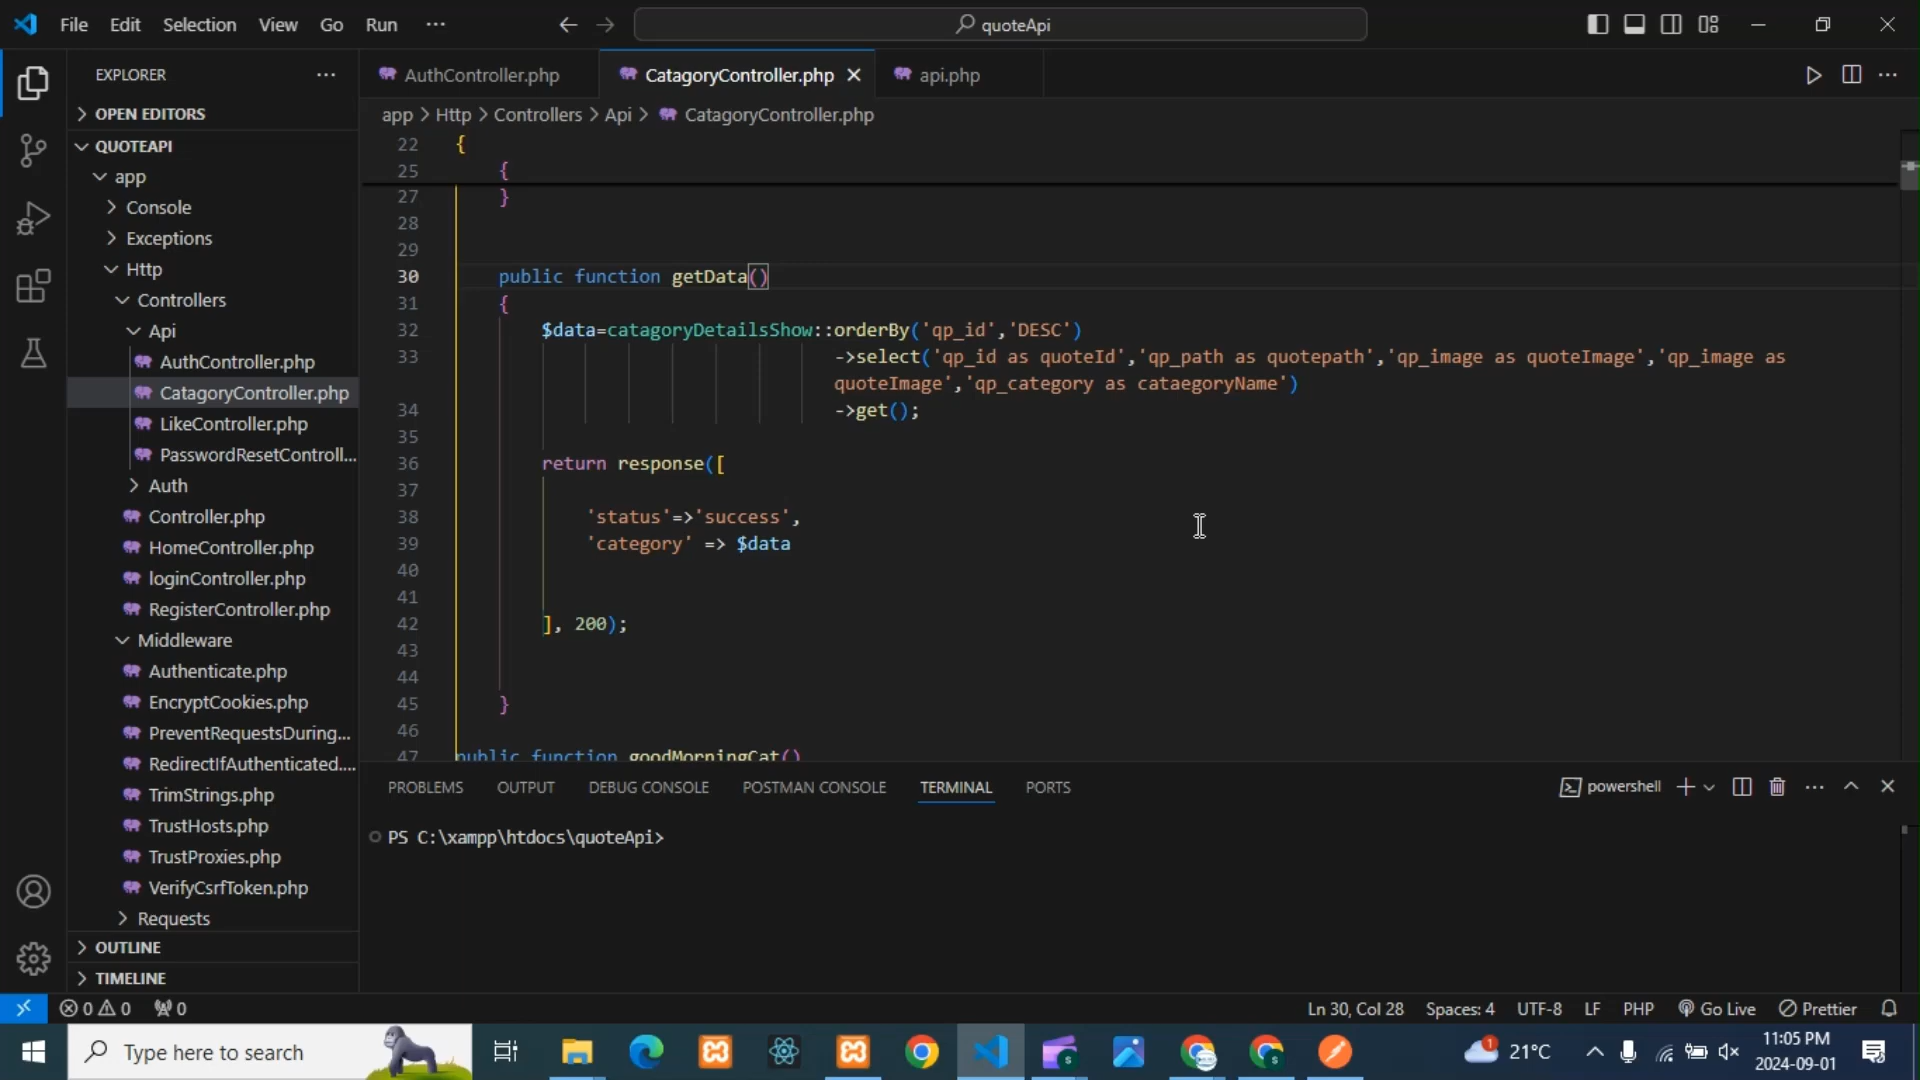 File Edit Selection View Go Run ···
quoteApi
EXPLORER
OPEN EDITORS
QUOTEAPI
app
Console
Exceptions
Http
Controllers
Api
AuthController.php
CatagoryController.php
LikeController.php
PasswordResetControll...
Auth
Controller.php
HomeController.php
loginController.php
RegisterController.php
Middleware
Authenticate.php
EncryptCookies.php
PreventRequestsDuring...
RedirectIfAuthenticated....
TrimStrings.php
TrustHosts.php
TrustProxies.php
VerifyCsrfToken.php
Requests
OUTLINE
TIMELINE
AuthController.php CatagoryController.php api.php
app > Http > Controllers > Api > CatagoryController.php
22 {
25 {
27 }
28
29
30 public function getData()
31 {
32 $data=catagoryDetailsShow::orderBy('qp_id','DESC')
33 ->select('qp_id as quoteId','qp_path as quotepath','qp_image as quoteImage','qp_image as
quoteImage','qp_category as cataegoryName')
34 ->get();
35
36 return response([
37
38 'status'=>'success',
39 'category' => $data
40
41
42 ], 200);
43
44
45 }
46
47 public function goodMorningCat()
PROBLEMS OUTPUT DEBUG CONSOLE POSTMAN CONSOLE TERMINAL PORTS
powershell
PS C:\xampp\htdocs\quoteApi>
0 0 0
Ln 30, Col 28 Spaces: 4 UTF-8 LF PHP Go Live Prettier
Type here to search
1 21°C
11:05 PM
2024-09-01